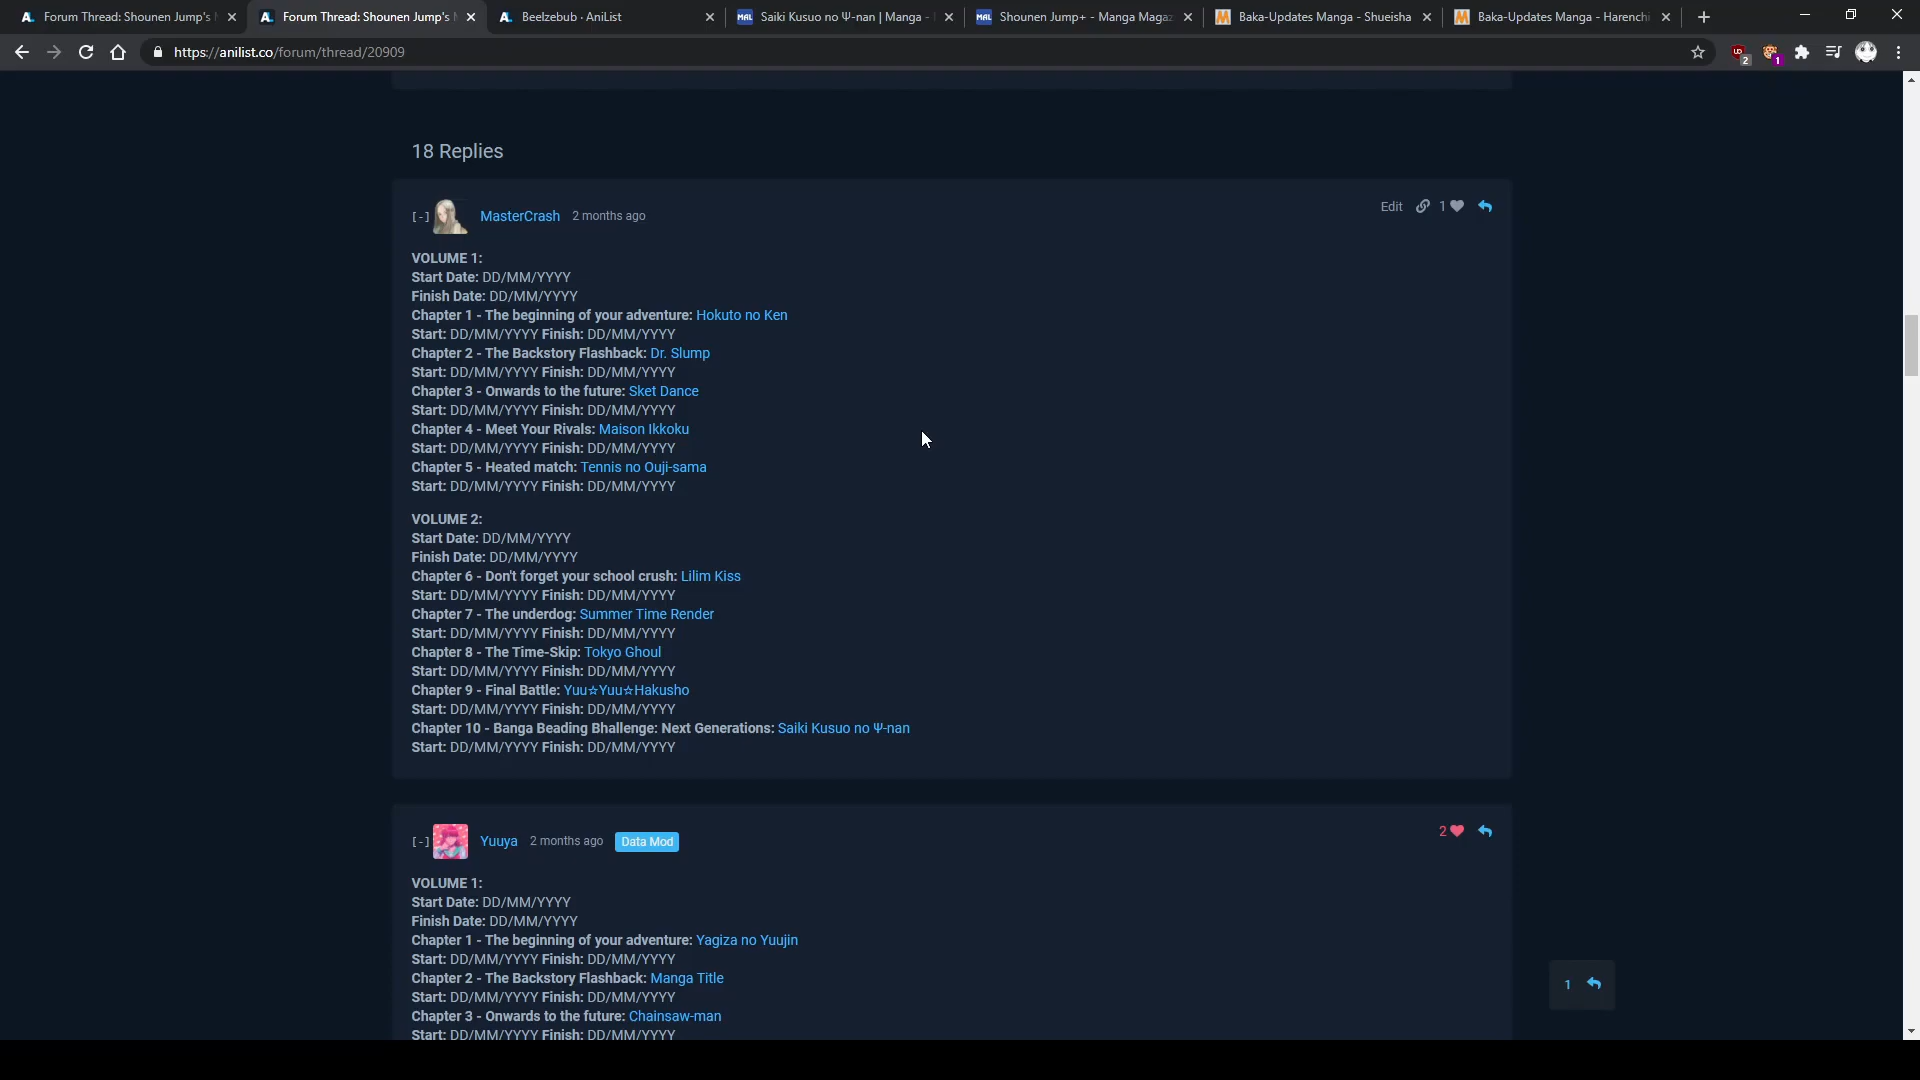 Forum Thread: Shounen Jump's
Forum Thread: Shounen Jump's
Beelzebub · AniList
Saiki Kusuo no Ψ-nan | Manga -
Shounen Jump+ - Manga Magaz
Baka-Updates Manga - Shueisha
Baka-Updates Manga - Harenchi
https://anilist.co/forum/thread/20909
2
1
18 Replies
[-] MasterCrash 2 months ago Edit 1
VOLUME 1:
Start Date: DD/MM/YYYY
Finish Date: DD/MM/YYYY
Chapter 1 - The beginning of your adventure: Hokuto no Ken
Start: DD/MM/YYYY Finish: DD/MM/YYYY
Chapter 2 - The Backstory Flashback: Dr. Slump
Start: DD/MM/YYYY Finish: DD/MM/YYYY
Chapter 3 - Onwards to the future: Sket Dance
Start: DD/MM/YYYY Finish: DD/MM/YYYY
Chapter 4 - Meet Your Rivals: Maison Ikkoku
Start: DD/MM/YYYY Finish: DD/MM/YYYY
Chapter 5 - Heated match: Tennis no Ouji-sama
Start: DD/MM/YYYY Finish: DD/MM/YYYY
VOLUME 2:
Start Date: DD/MM/YYYY
Finish Date: DD/MM/YYYY
Chapter 6 - Don't forget your school crush: Lilim Kiss
Start: DD/MM/YYYY Finish: DD/MM/YYYY
Chapter 7 - The underdog: Summer Time Render
Start: DD/MM/YYYY Finish: DD/MM/YYYY
Chapter 8 - The Time-Skip: Tokyo Ghoul
Start: DD/MM/YYYY Finish: DD/MM/YYYY
Chapter 9 - Final Battle: Yuu☆Yuu☆Hakusho
Start: DD/MM/YYYY Finish: DD/MM/YYYY
Chapter 10 - Banga Beading Bhallenge: Next Generations: Saiki Kusuo no Ψ-nan
Start: DD/MM/YYYY Finish: DD/MM/YYYY
[-] Yuuya 2 months ago Data Mod 2
VOLUME 1:
Start Date: DD/MM/YYYY
Finish Date: DD/MM/YYYY
Chapter 1 - The beginning of your adventure: Yagiza no Yuujin
Start: DD/MM/YYYY Finish: DD/MM/YYYY
Chapter 2 - The Backstory Flashback: Manga Title
Start: DD/MM/YYYY Finish: DD/MM/YYYY
Chapter 3 - Onwards to the future: Chainsaw-man
Start: DD/MM/YYYY Finish: DD/MM/YYYY
1